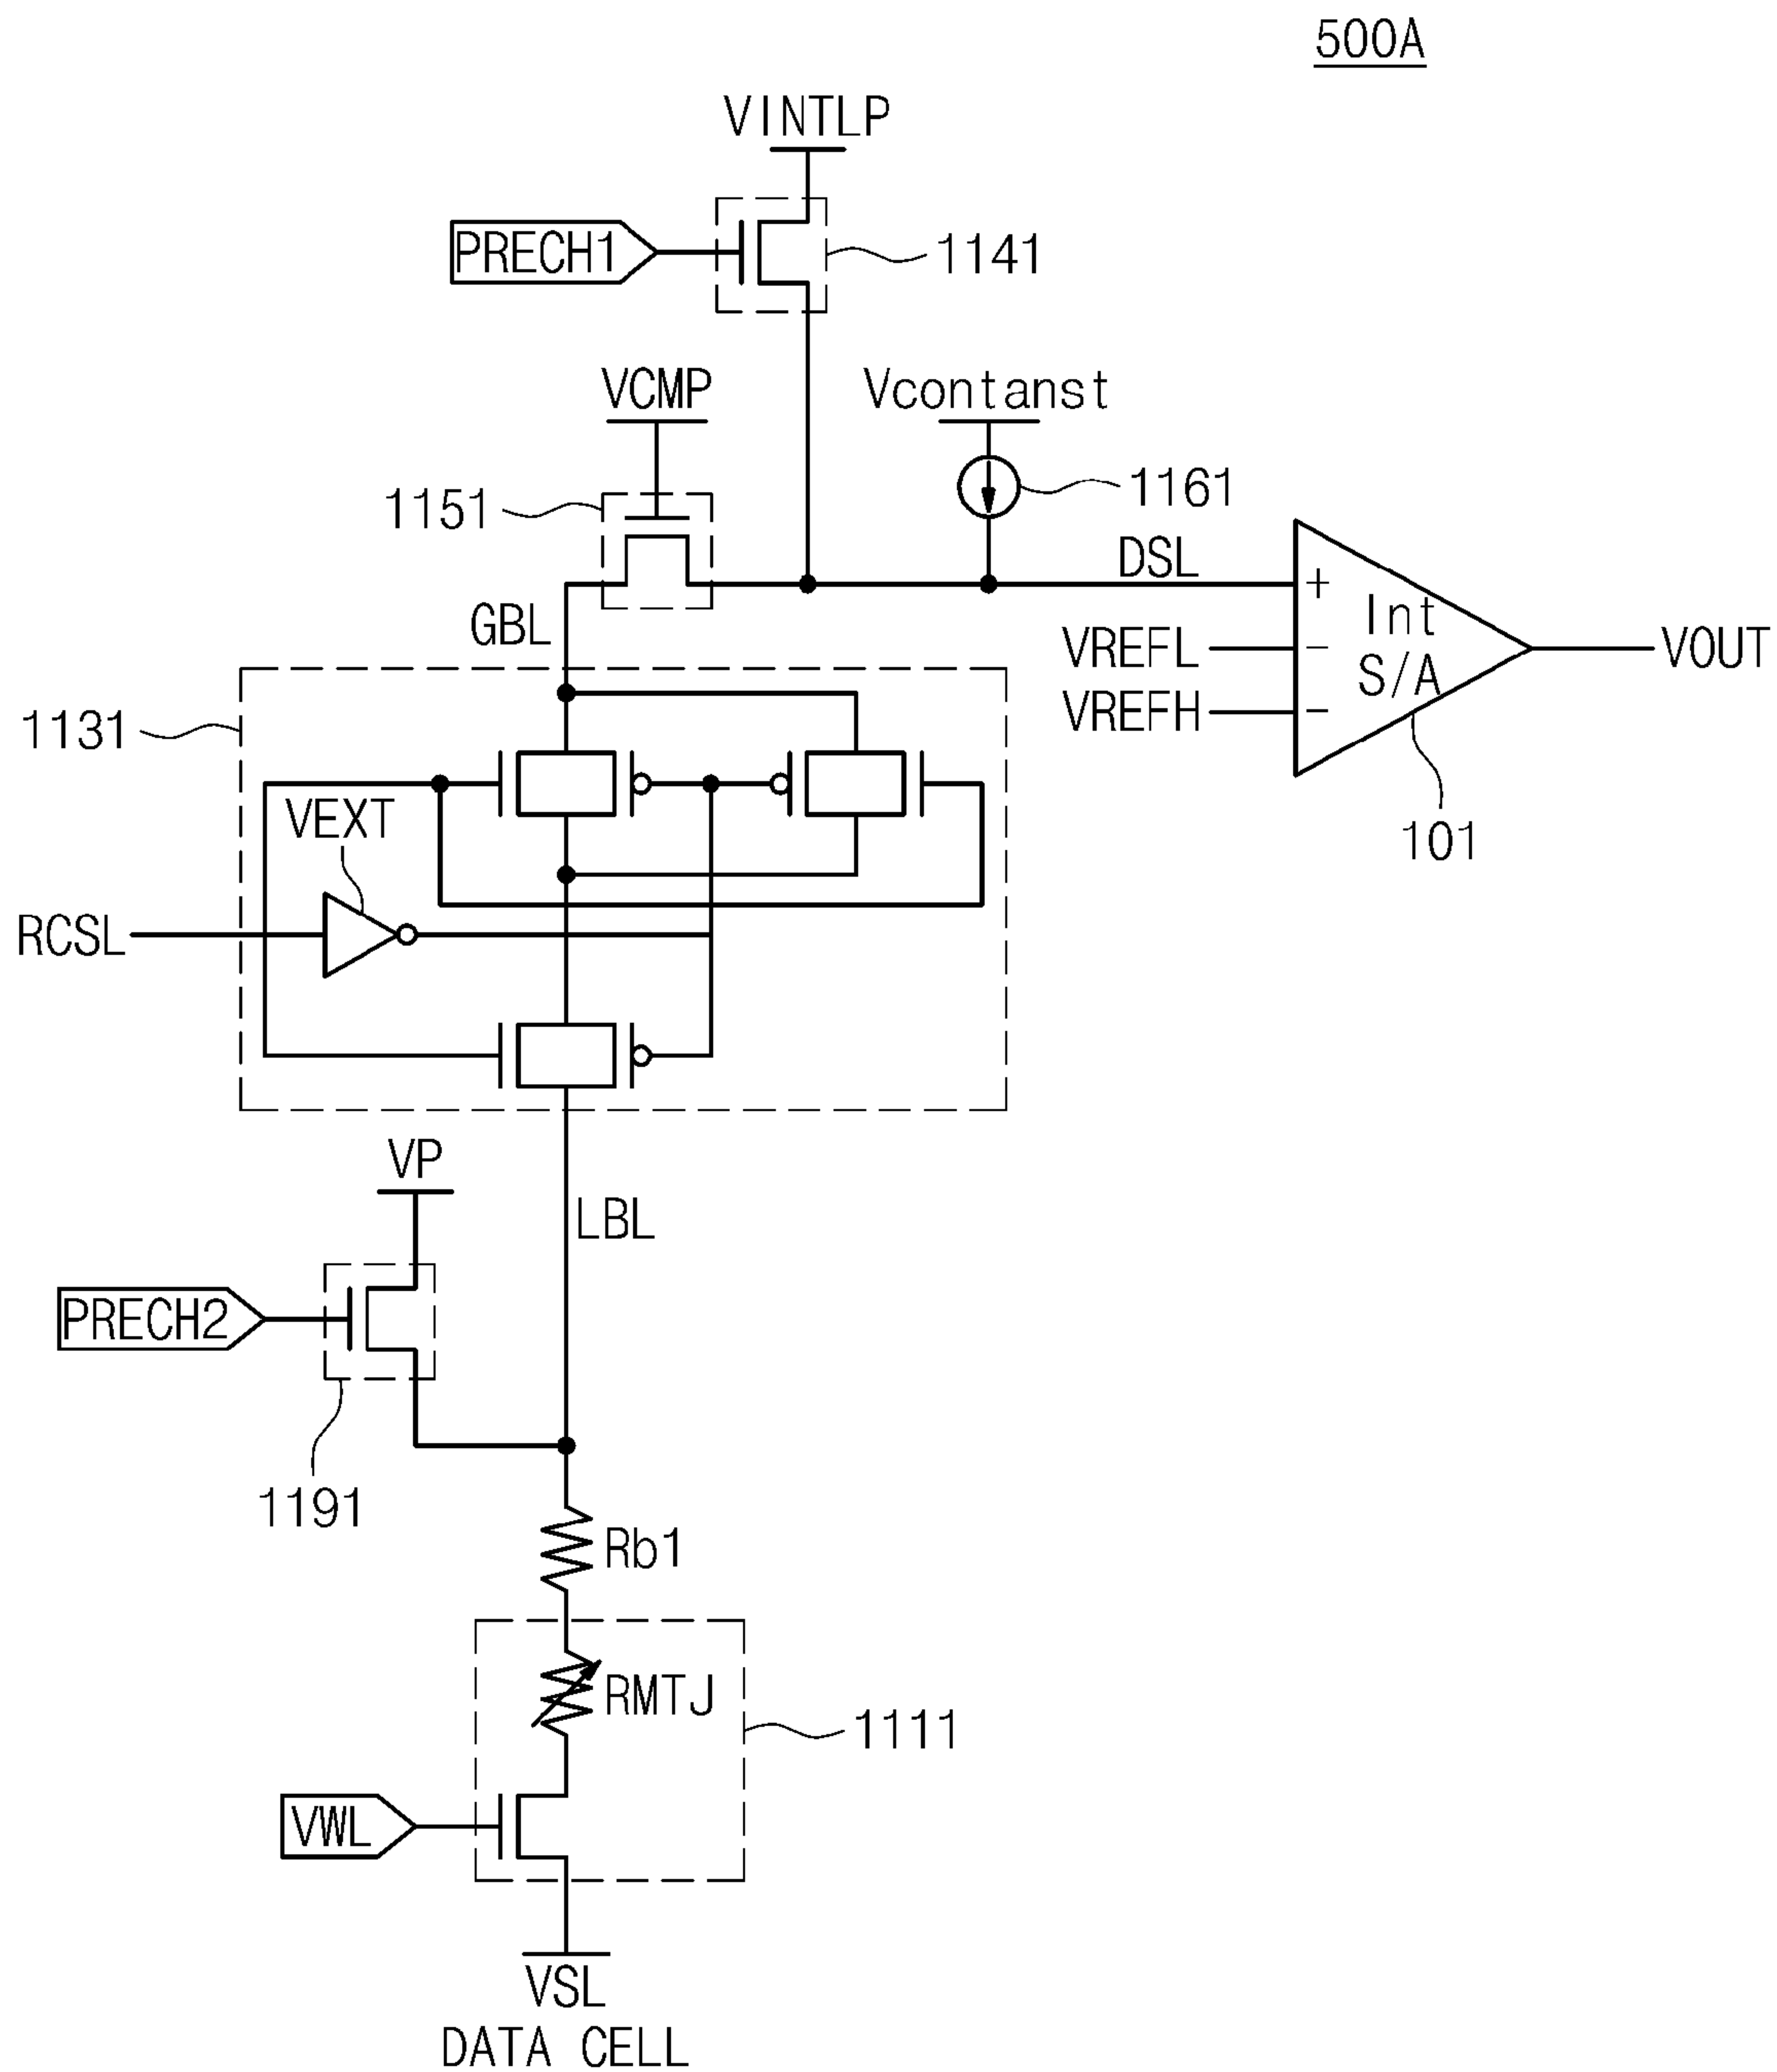 500A
VINTLP
PRECH1
1141
VCMP
Vcontanst
1151
1161
DSL
+
Int
S/A
GBL
VREFL
−
VOUT
VREFH
−
1131
VEXT
101
RCSL
VP
LBL
PRECH2
1191
Rb1
RMTJ
1111
VWL
VSL
DATA CELL